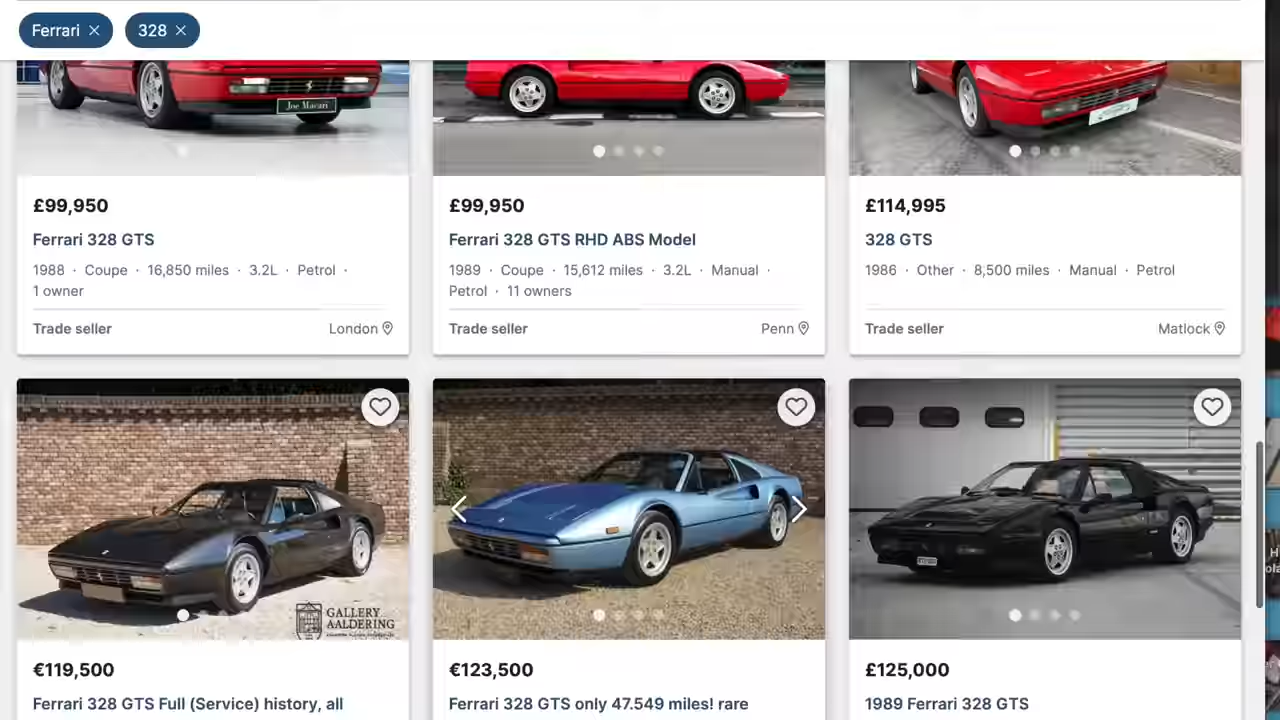 Ferrari
328
Joe Macari
£99,950
Ferrari 328 GTS
1988 · Coupe · 16,850 miles · 3.2L · Petrol ·
1 owner
Trade seller
London
£99,950
Ferrari 328 GTS RHD ABS Model
1989 · Coupe · 15,612 miles · 3.2L · Manual ·
Petrol · 11 owners
Trade seller
Penn
£114,995
328 GTS
1986 · Other · 8,500 miles · Manual · Petrol
Trade seller
Matlock
GALLERY
AALDERING
€119,500
Ferrari 328 GTS Full (Service) history, all
€123,500
Ferrari 328 GTS only 47.549 miles! rare
£125,000
1989 Ferrari 328 GTS